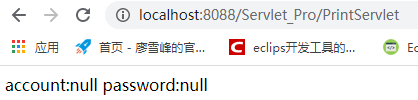 localhost:8088/Servlet_Pro/PrintServlet
应用 首页 - 廖雪峰的官... eclips开发工具的... Ec
account:null password:null